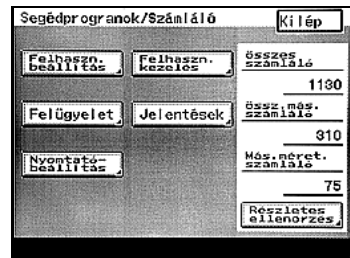 Segédprogramok/Számláló
Kilép
Felhaszn.
beállítás
Felhaszn.
kezelés
összes
számláló
1130
Felügyelet
Jelentések
össz.más.
számláló
310
Nyomtató-
beállítás
Más.méret.
számláló
75
Részletes
ellenőrzés